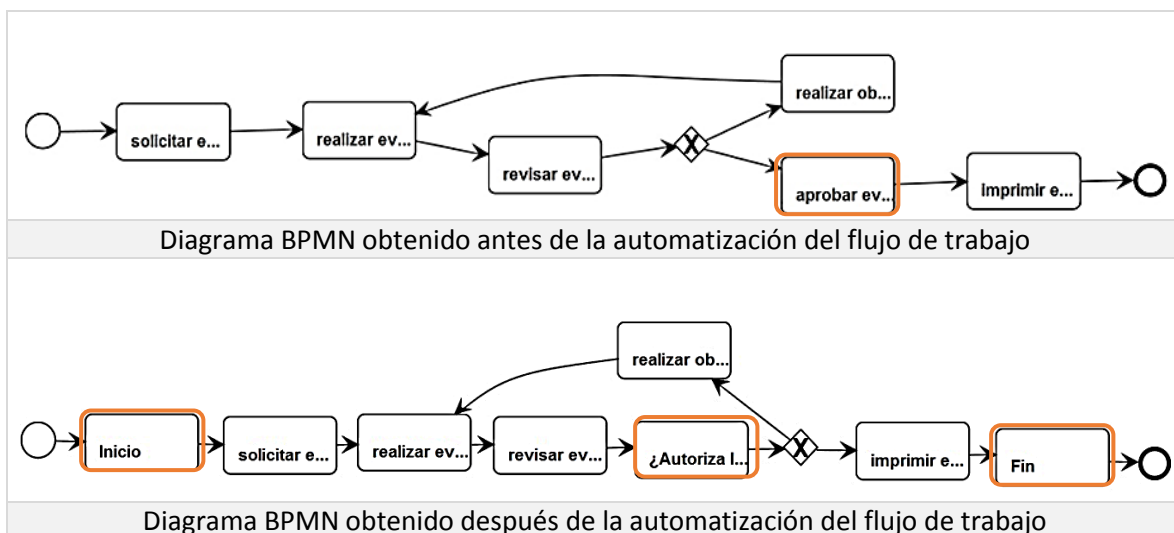 realizar ob...
solicitar e...
realizar ev...
revisar ev...
X
aprobar ev...
imprimir e...
Diagrama BPMN obtenido antes de la automatización del flujo de trabajo
realizar ob...
Inicio
solicitar e...
realizar ev...
revisar ev...
¿Autoriza l...
X
imprimir e...
Fin
Diagrama BPMN obtenido después de la automatización del flujo de trabajo